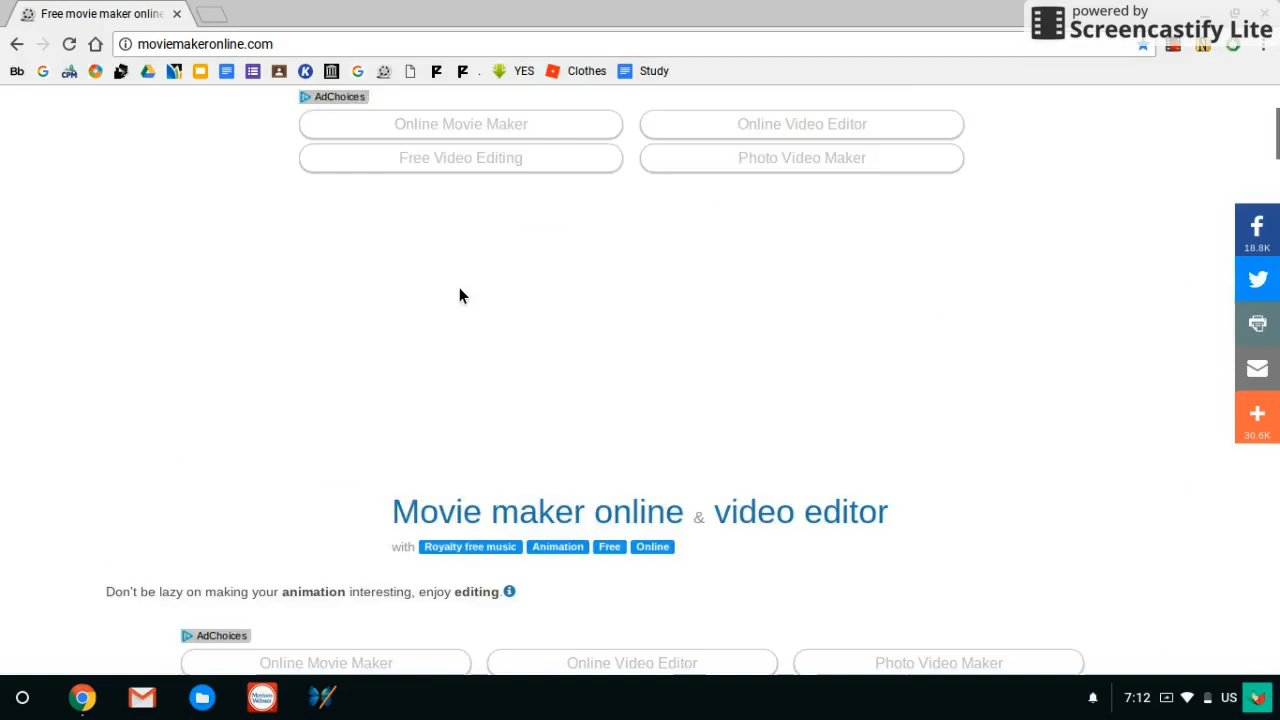 powered by
Screencastify Lite
Free movie maker online
moviemakeronline.com
Bb
YES
Clothes
Study
AdChoices
Online Movie Maker
Online Video Editor
Free Video Editing
Photo Video Maker
18.8K
30.6K
Movie maker online & video editor
with Royalty free music Animation Free Online
Don't be lazy on making your animation interesting, enjoy editing.
AdChoices
Online Movie Maker
Online Video Editor
Photo Video Maker
7:12
US